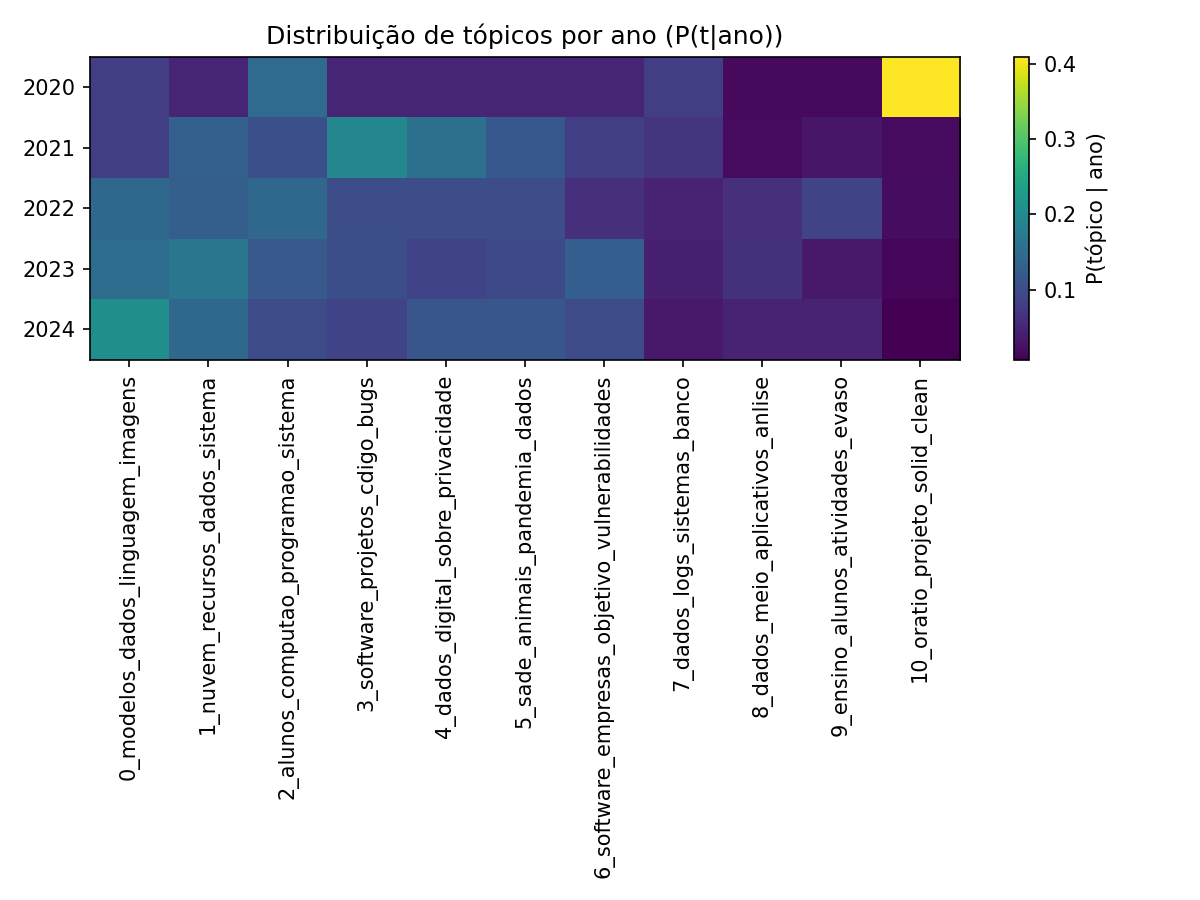 Distribuição de tópicos por ano (P(t|ano))
2020
2021
2022
2023
2024
0_modelos_dados_linguagem_imagens
1_nuvem_recursos_dados_sistema
2_alunos_computao_programao_sistema
3_software_projetos_cdigo_bugs
4_dados_digital_sobre_privacidade
5_sade_animais_pandemia_dados
6_software_empresas_objetivo_vulnerabilidades
7_dados_logs_sistemas_banco
8_dados_meio_aplicativos_anlise
9_ensino_alunos_atividades_evaso
10_oratio_projeto_solid_clean
0.4
0.3
0.2
0.1
P(tópico | ano)